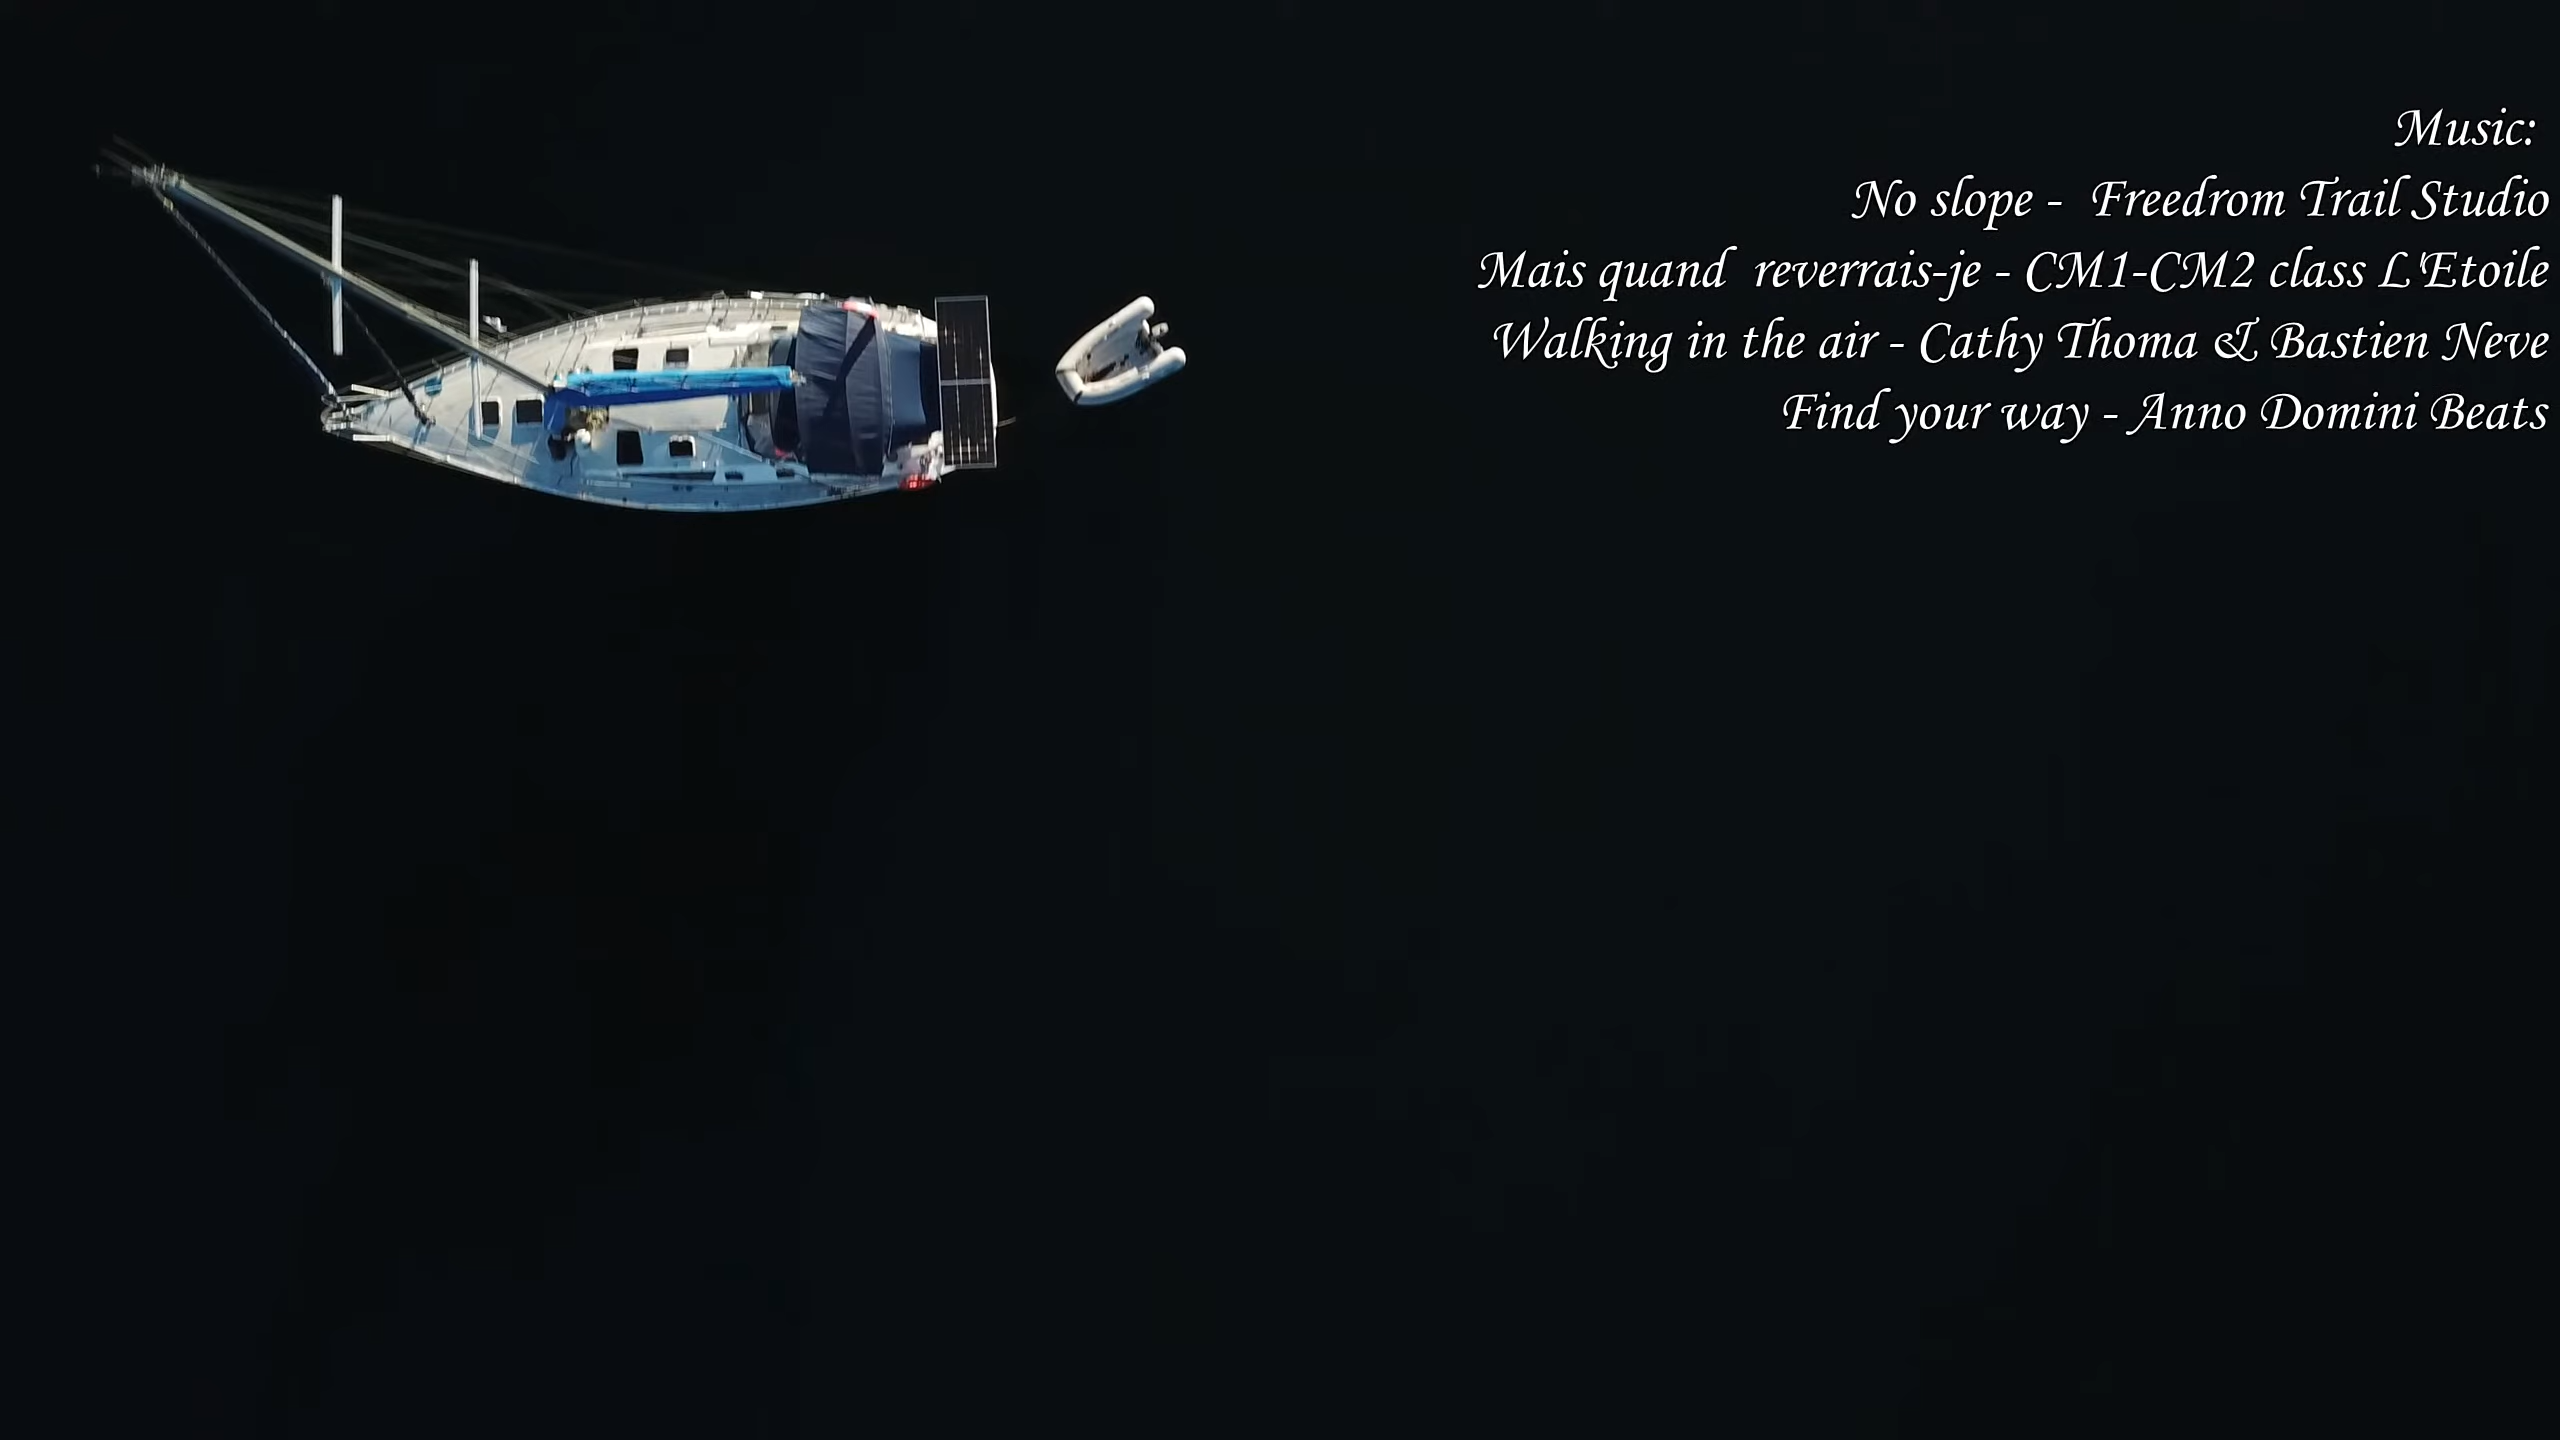 Music:
No slope -  Freedrom Trail Studio
Mais quand  reverrais-je - CM1-CM2 class L'Etoile
Walking in the air - Cathy Thoma & Bastien Neve
Find your way - Anno Domini Beats